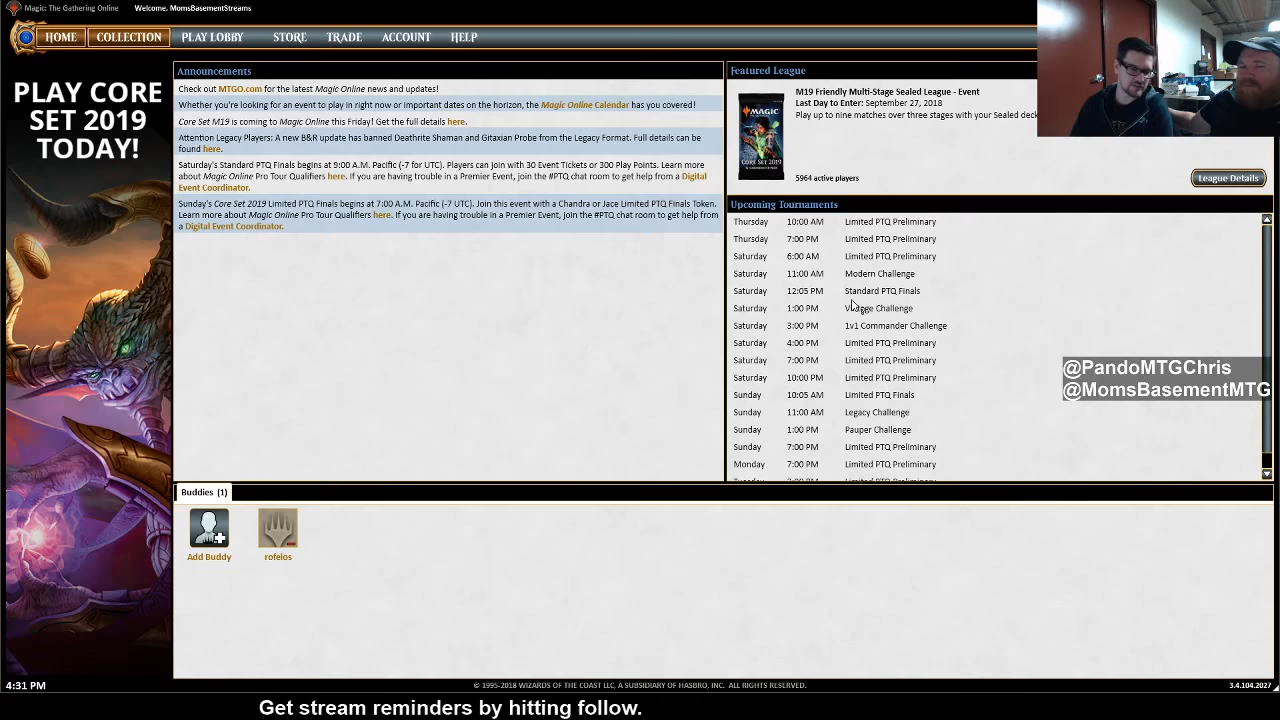 Magic: The Gathering Online Welcome, MomsBasementStreams
HOME COLLECTION PLAY LOBBY STORE TRADE ACCOUNT HELP
PLAY CORE
SET 2019
TODAY!
Announcements
Check out MTGO.com for the latest Magic Online news and updates!
Whether you're looking for an event to play in right now or important dates on the horizon, the Magic Online Calendar has you covered!
Core Set M19 is coming to Magic Online this Friday! Get the full details here.
Attention Legacy Players: A new B&R update has banned Deathrite Shaman and Gitaxian Probe from the Legacy Format. Full details can be
found here.
Saturday's Standard PTQ Finals begins at 9:00 A.M. Pacific (-7 for UTC). Players can join with 30 Event Tickets or 300 Play Points. Learn more
about Magic Online Pro Tour Qualifiers here. If you are having trouble in a Premier Event, join the #PTQ chat room to get help from a Digital
Event Coordinator.
Sunday's Core Set 2019 Limited PTQ Finals begins at 7:00 A.M. Pacific (-7 UTC). Join this event with a Chandra or Jace Limited PTQ Finals Token.
Learn more about Magic Online Pro Tour Qualifiers here. If you are having trouble in a Premier Event, join the #PTQ chat room to get help from
a Digital Event Coordinator.
Featured League
MAGIC
CORE SET 2019
M19 Friendly Multi-Stage Sealed League - Event
Last Day to Enter: September 27, 2018
Play up to nine matches over three stages with your Sealed deck
5964 active players
League Details
Upcoming Tournaments
Thursday 10:00 AM Limited PTQ Preliminary
Thursday 7:00 PM Limited PTQ Preliminary
Saturday 6:00 AM Limited PTQ Preliminary
Saturday 11:00 AM Modern Challenge
Saturday 12:05 PM Standard PTQ Finals
Saturday 1:00 PM Vintage Challenge
Saturday 3:00 PM 1v1 Commander Challenge
Saturday 4:00 PM Limited PTQ Preliminary
Saturday 7:00 PM Limited PTQ Preliminary
Saturday 10:00 PM Limited PTQ Preliminary
Sunday 10:05 AM Limited PTQ Finals
Sunday 11:00 AM Legacy Challenge
Sunday 1:00 PM Pauper Challenge
Sunday 7:00 PM Limited PTQ Preliminary
Monday 7:00 PM Limited PTQ Preliminary
@PandoMTGChris
@MomsBasementMTG
Buddies (1)
Add Buddy rofelos
4:31 PM © 1995-2018 WIZARDS OF THE COAST LLC, A SUBSIDIARY OF HASBRO, INC. ALL RIGHTS RESERVED. 3.4.104.2027
Get stream reminders by hitting follow.